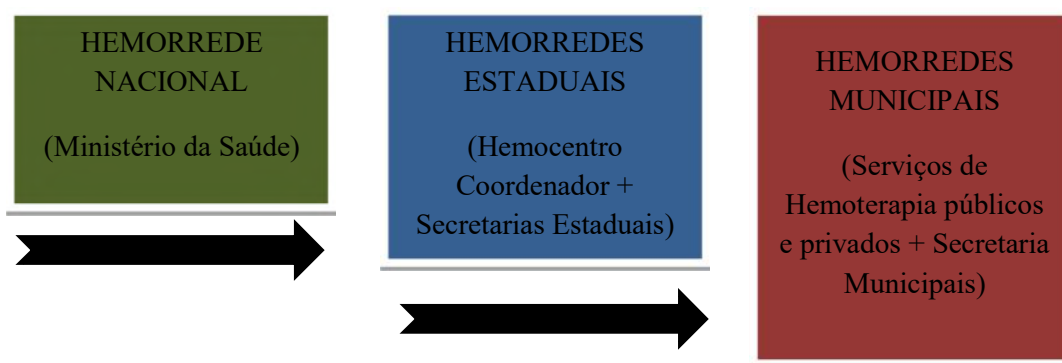 HEMORREDE
NACIONAL
(Ministério da Saúde)
HEMORREDES
ESTADUAIS
(Hemocentro
Coordenador +
Secretarias Estaduais)
HEMORREDES
MUNICIPAIS
(Serviços de
Hemoterapia públicos
e privados + Secretaria
Municipais)